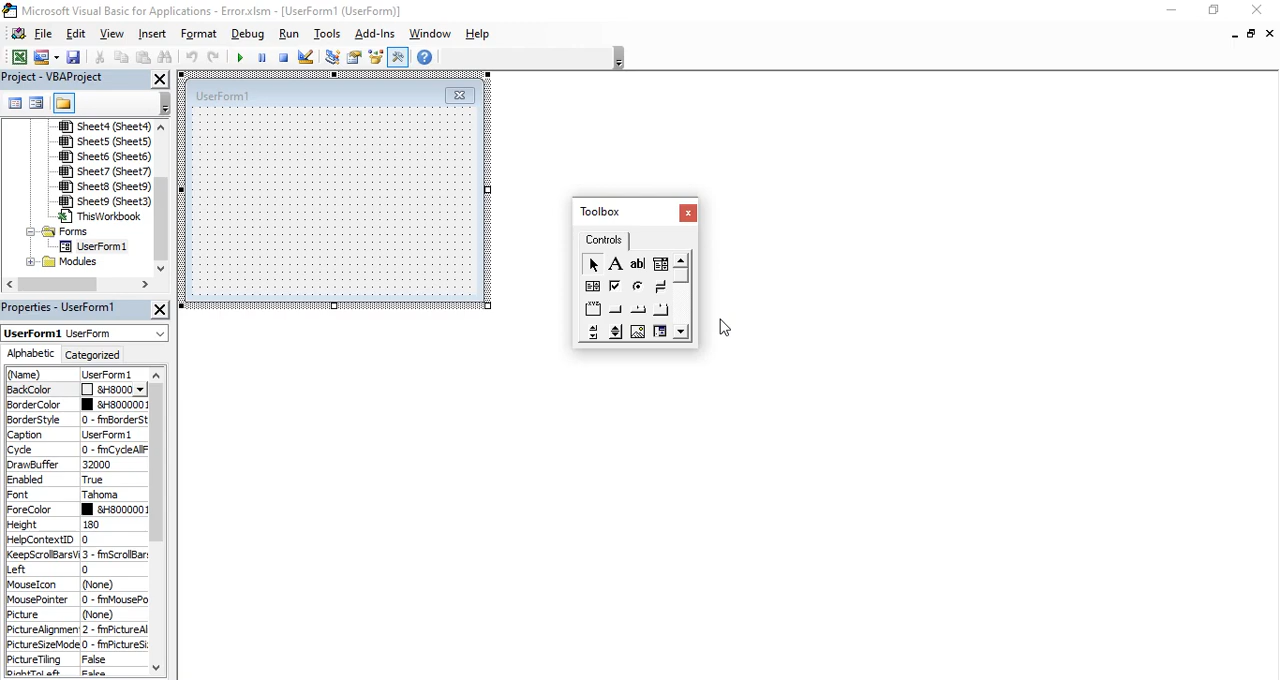 Microsoft Visual Basic for Applications - Error.xlsm - [UserForm1 (UserForm)]
File Edit View Insert Format Debug Run Tools Add-Ins Window Help
Project - VBAProject
Sheet4 (Sheet4)
Sheet5 (Sheet5)
Sheet6 (Sheet6)
Sheet7 (Sheet7)
Sheet8 (Sheet9)
Sheet9 (Sheet3)
ThisWorkbook
Forms
UserForm1
Modules
Properties - UserForm1
UserForm1 UserForm
Alphabetic Categorized
(Name) UserForm1
BackColor &H8000
BorderColor &H8000001
BorderStyle 0 - fmBorderSt
Caption UserForm1
Cycle 0 - fmCycleAllF
DrawBuffer 32000
Enabled True
Font Tahoma
ForeColor &H8000001
Height 180
HelpContextID 0
KeepScrollBarsVi 3 - fmScrollBar
Left 0
MouseIcon (None)
MousePointer 0 - fmMousePo
Picture (None)
PictureAlignmen 2 - fmPictureAl
PictureSizeMode 0 - fmPictureSi
PictureTiling False
RightToLeft False
UserForm1
Toolbox
Controls
A ab|
XYZ